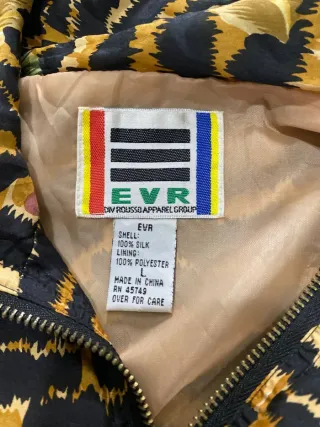 EVR
DIV ROUSSO APPAREL GROUP
EVR
SHELL:
100% SILK
LINING:
100% POLYESTER
L
MADE IN CHINA
RN 45749
OVER FOR CARE